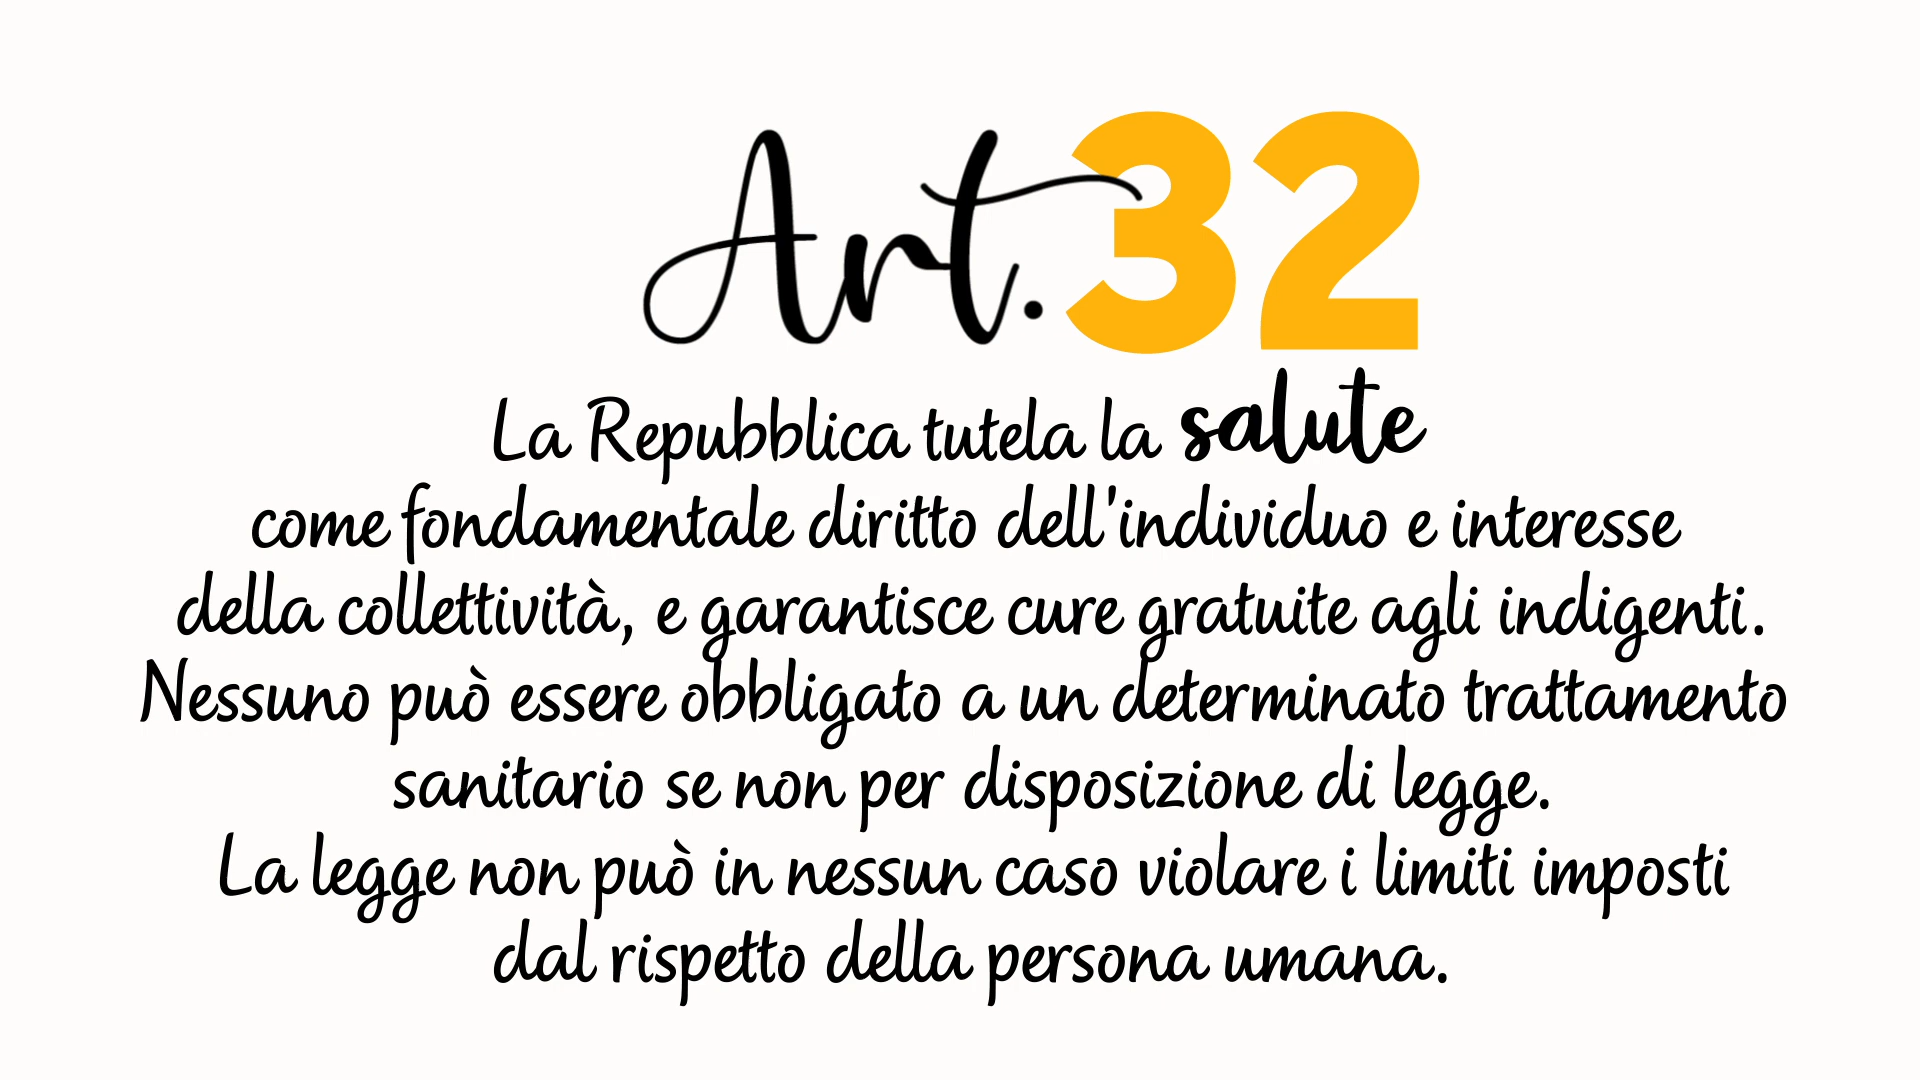 Art. 32
La Repubblica tutela la salute
come fondamentale diritto dell'individuo e interesse
della collettività, e garantisce cure gratuite agli indigenti.
Nessuno può essere obbligato a un determinato trattamento
sanitario se non per disposizione di legge.
La legge non può in nessun caso violare i limiti imposti
dal rispetto della persona umana.